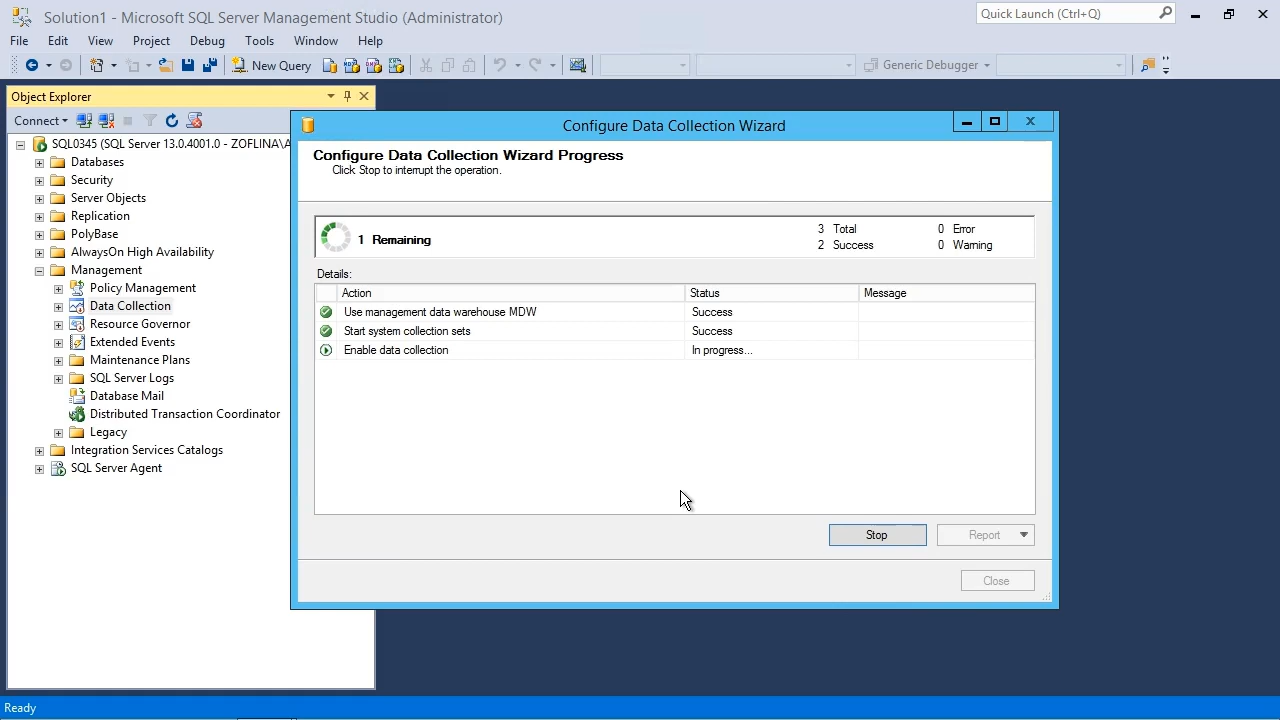 Solution1 - Microsoft SQL Server Management Studio (Administrator)
Quick Launch (Ctrl+Q)
File Edit View Project Debug Tools Window Help
New Query
Generic Debugger
Object Explorer
Connect
SQL0345 (SQL Server 13.0.4001.0 - ZOFLINA\A
Databases
Security
Server Objects
Replication
PolyBase
AlwaysOn High Availability
Management
Policy Management
Data Collection
Resource Governor
Extended Events
Maintenance Plans
SQL Server Logs
Database Mail
Distributed Transaction Coordinator
Legacy
Integration Services Catalogs
SQL Server Agent
Configure Data Collection Wizard
Configure Data Collection Wizard Progress
Click Stop to interrupt the operation.
1 Remaining
3 Total 0 Error
2 Success 0 Warning
Details:
Action Status Message
Use management data warehouse MDW Success
Start system collection sets Success
Enable data collection In progress...
Stop Report
Close
Ready